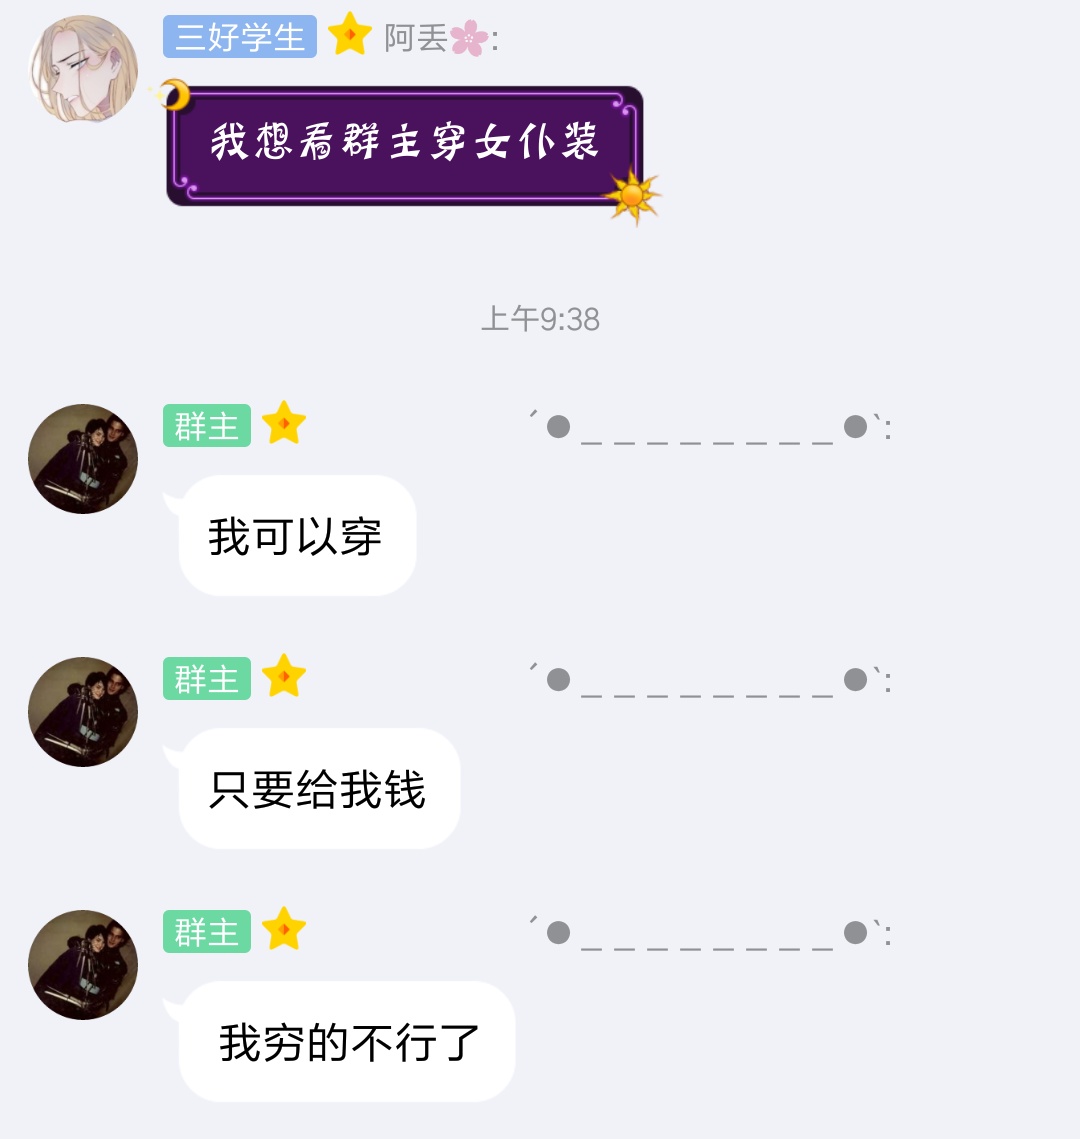 三好学生 阿丢🌸:
我想看群主穿女仆装
上午9:38
群主 ´●_ _ _ _ _ _ _ _●`:
我可以穿
群主 ´●_ _ _ _ _ _ _ _●`:
只要给我钱
群主 ´●_ _ _ _ _ _ _ _●`:
我穷的不行了